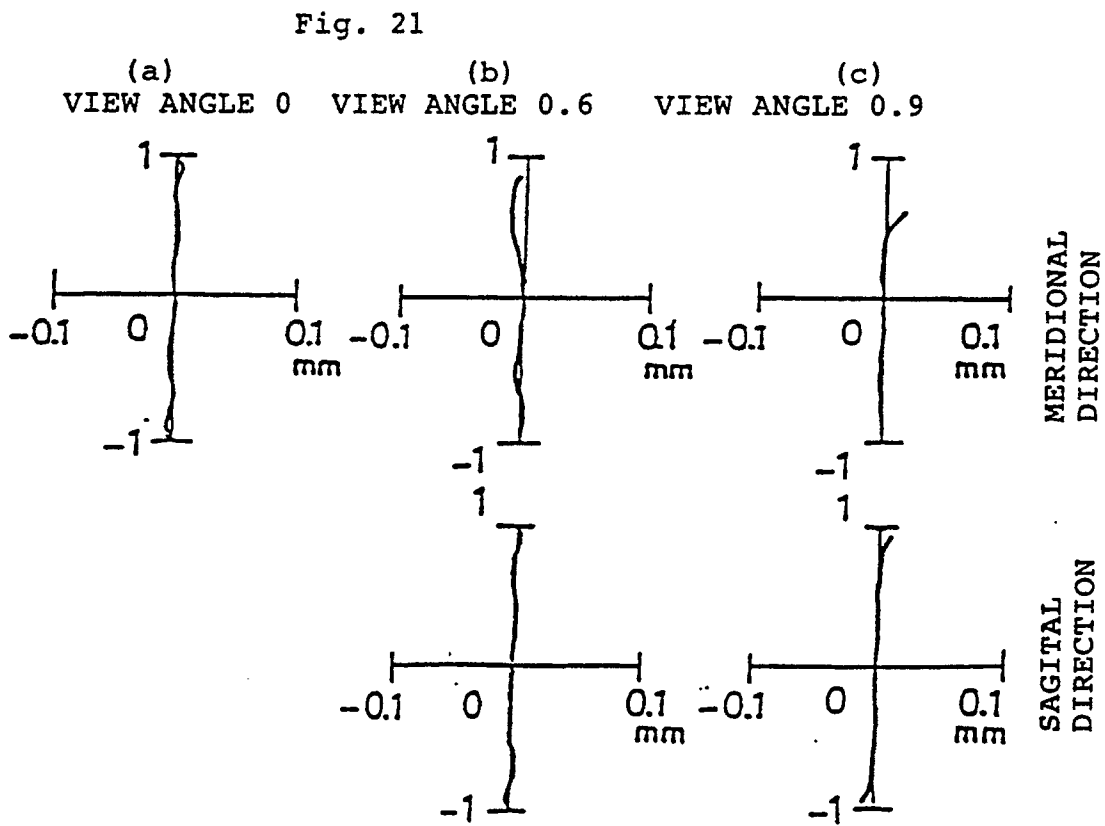 Fig. 21
(a) (b) (c)
VIEW ANGLE 0 VIEW ANGLE 0.6 VIEW ANGLE 0.9
1 1 1
-0.1 0 0.1 -0.1 0 0.1 -0.1 0 0.1
mm mm mm
-1 -1 -1
MERIDIONAL
DIRECTION
1 1
-0.1 0 0.1 -0.1 0 0.1
mm mm
-1 -1
SAGITAL
DIRECTION